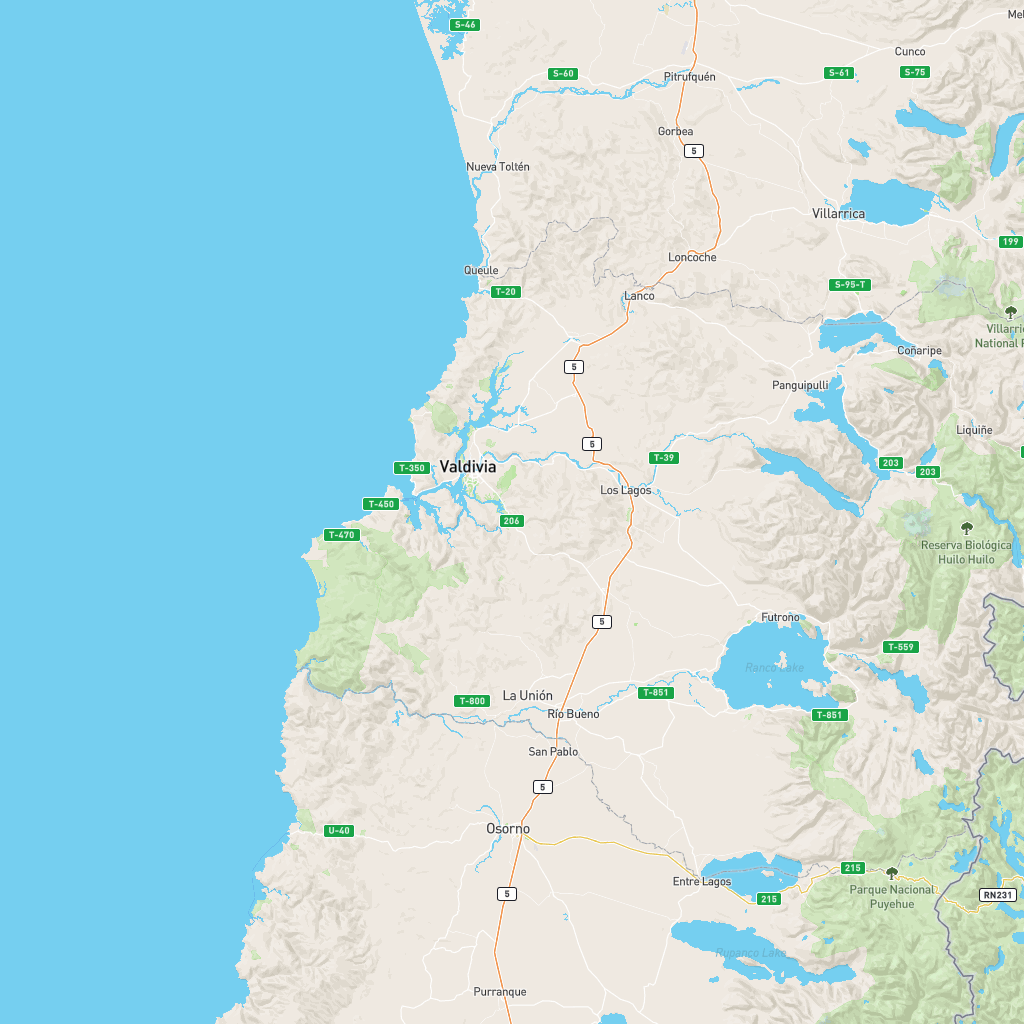 Mel
S-46
Cunco
S-60
S-61
S-75
Pitrufquén
Gorbea
5
Nueva Toltén
Villarrica
199
Loncoche
Queule
S-95-T
T-20
Lanco
Villarric
National P
Coñaripe
5
Panguipulli
Liquiñe
5
T-39
203
203
T-350
Valdivia
Los Lagos
T-450
206
T-470
Reserva Biológica
Huilo Huilo
5
Futrono
T-559
Ranco Lake
La Unión
T-851
T-800
Río Bueno
T-851
San Pablo
5
Osorno
U-40
215
Entre Lagos
Parque Nacional
Puyehue
5
215
RN231
Rupanco Lake
Purranque